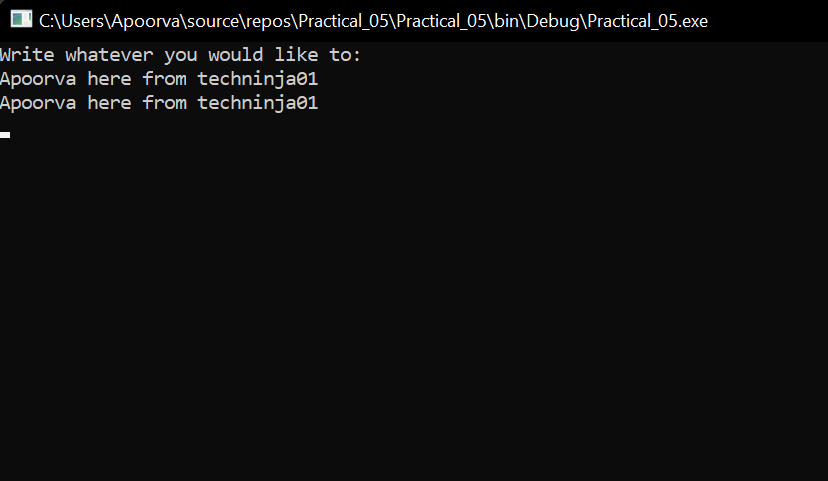 C:\Users\Apoorva\source\repos\Practical_05\Practical_05\bin\Debug\Practical_05.exe
Write whatever you would like to:
Apoorva here from techninja01
Apoorva here from techninja01